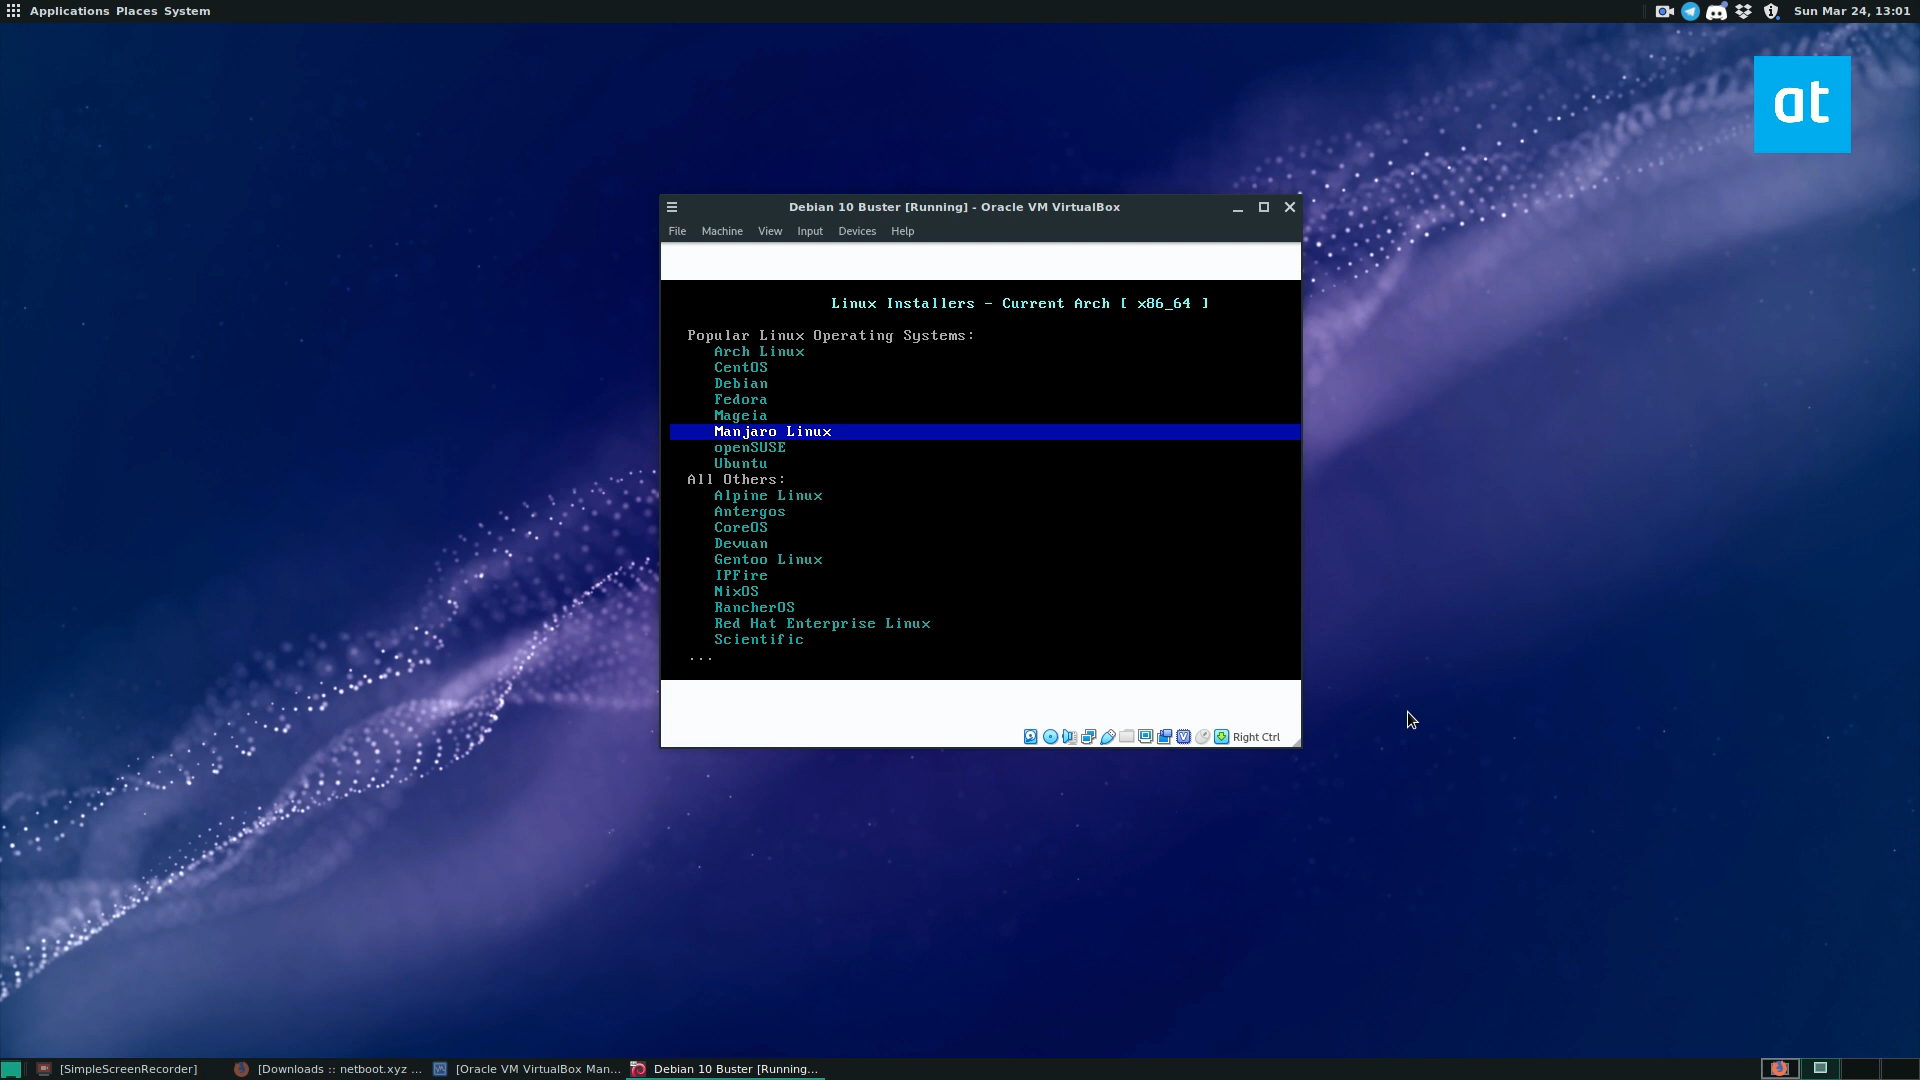 Applications Places System
Sun Mar 24, 13:01
at
Debian 10 Buster [Running] - Oracle VM VirtualBox
File Machine View Input Devices Help
Linux Installers - Current Arch [ x86_64 ]
Popular Linux Operating Systems:
Arch Linux
CentOS
Debian
Fedora
Mageia
Manjaro Linux
openSUSE
Ubuntu
All Others:
Alpine Linux
Antergos
CoreOS
Devuan
Gentoo Linux
IPFire
NixOS
RancherOS
Red Hat Enterprise Linux
Scientific
...
Right Ctrl
[SimpleScreenRecorder] [Downloads :: netboot.xyz ... [Oracle VM VirtualBox Man... Debian 10 Buster [Running...